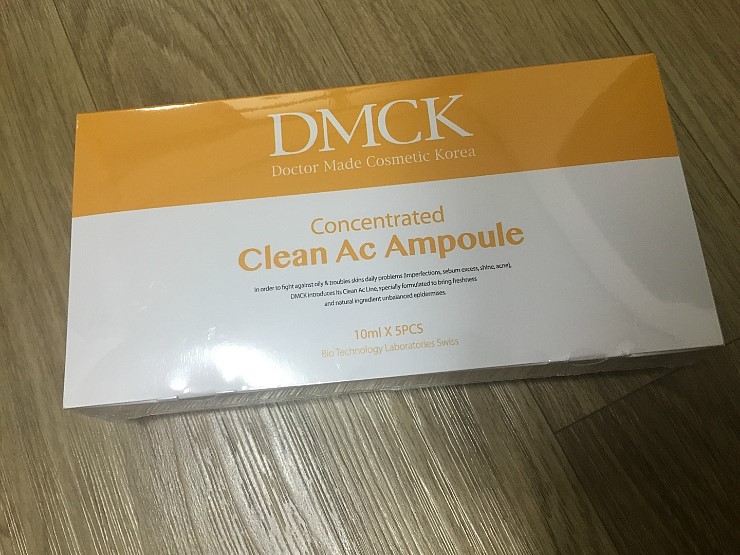 DMCK
Doctor Made Cosmetic Korea
Concentrated
Clean Ac Ampoule
In order to fight against oily & troubles skins daily problems (Imperfections, sebum excess, shine, acne),
DMCK introduces its Clean Ac Line, specially formulated to bring freshness
and natural ingredient unbalanced epidermises.
10ml X 5PCS
Bio Technology Laboratories Swiss